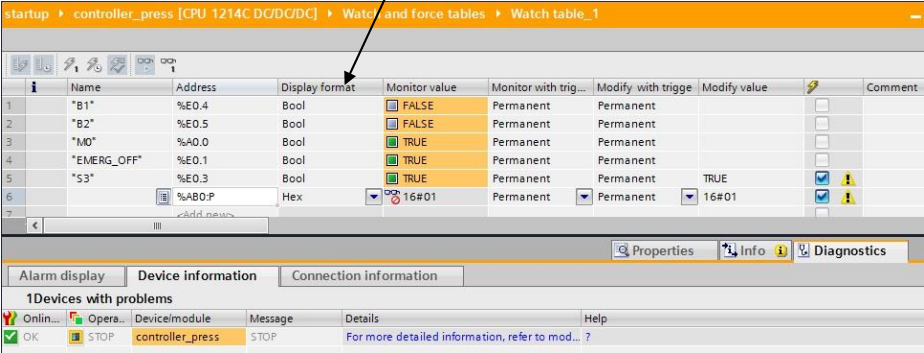 startup ▸ controller_press [CPU 1214C DC/DC/DC] ▸ Watch and force tables ▸ Watch table_1
i Name Address Display format Monitor value Monitor with trig... Modify with trigge Modify value Comment
1 "B1" %E0.4 Bool FALSE Permanent Permanent
2 "B2" %E0.5 Bool FALSE Permanent Permanent
3 "M0" %A0.0 Bool TRUE Permanent Permanent
4 "EMERG_OFF" %E0.1 Bool TRUE Permanent Permanent
5 "S3" %E0.3 Bool TRUE Permanent Permanent TRUE
6 %AB0:P Hex 16#01 Permanent Permanent 16#01
7 <Add new>
Properties Info Diagnostics
Alarm display Device information Connection information
1Devices with problems
Onlin... Opera.. Device/module Message Details Help
OK STOP controller_press STOP For more detailed information, refer to mod... ?